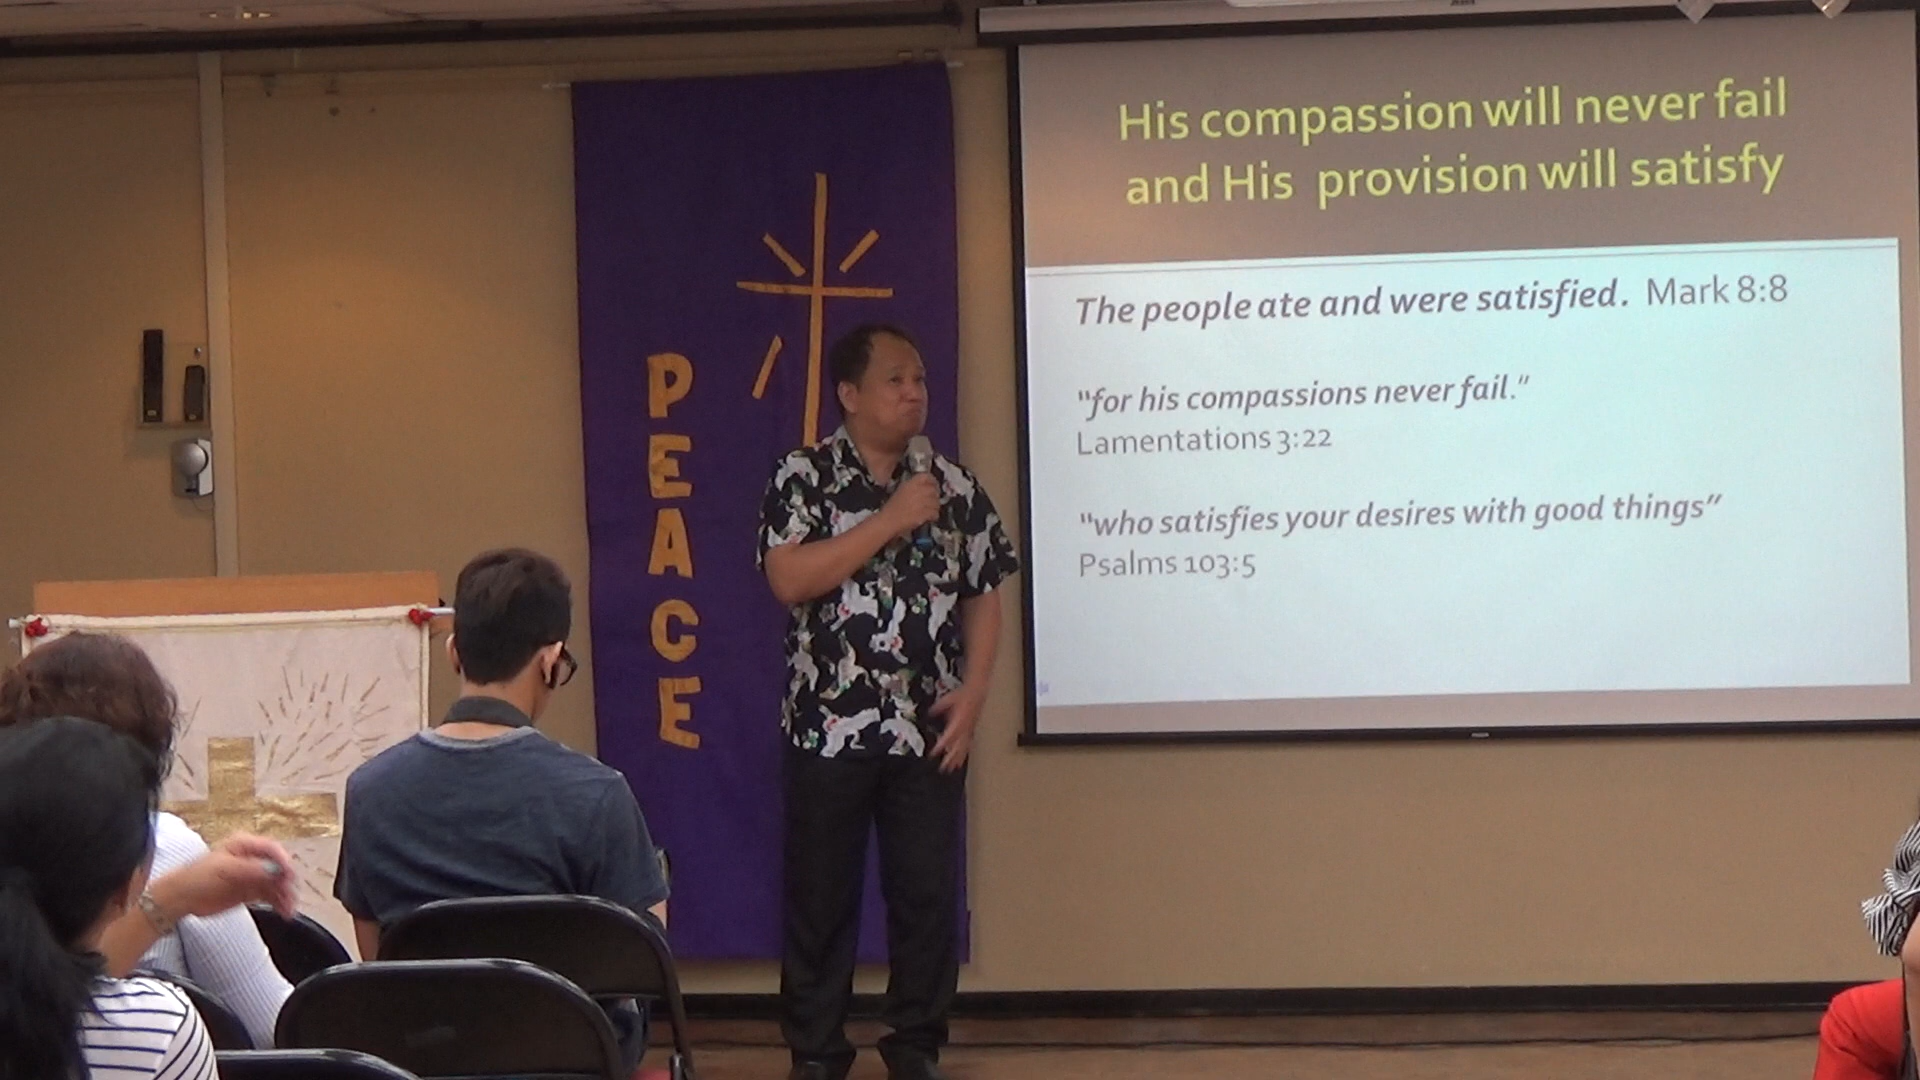 PEACE
His compassion will never fail
and His provision will satisfy
The people ate and were satisfied. Mark 8:8
"for his compassions never fail."
Lamentations 3:22
"who satisfies your desires with good things"
Psalms 103:5